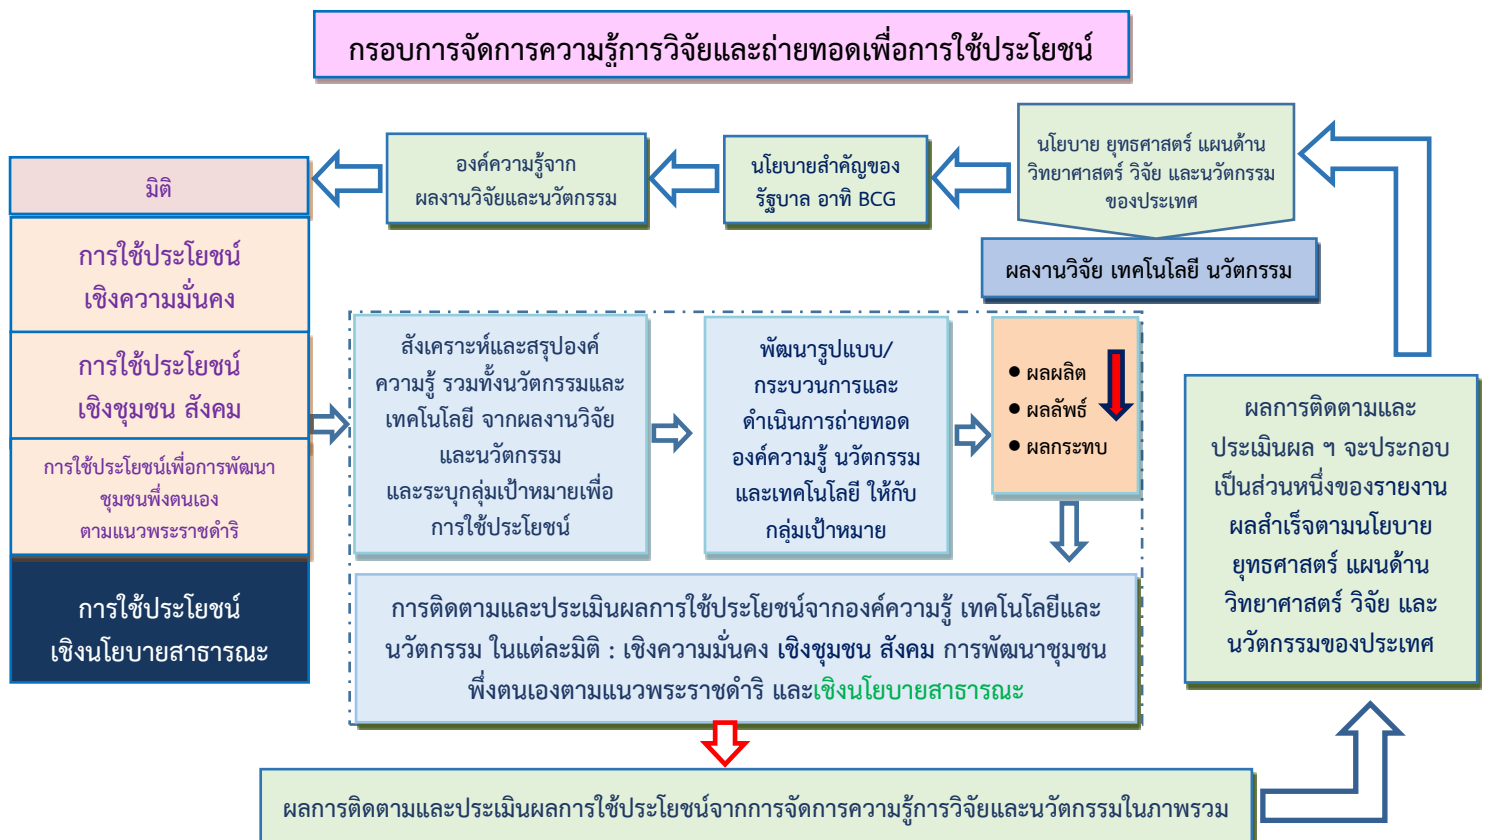 กรอบการจัดการความรู้การวิจัยและถ่ายทอดเพื่อการใช้ประโยชน์
นโยบาย ยุทธศาสตร์ แผนด้าน
วิทยาศาสตร์ วิจัย และนวัตกรรม
ของประเทศ
นโยบายสำคัญของ
รัฐบาล อาทิ BCG
องค์ความรู้จาก
ผลงานวิจัยและนวัตกรรม
ผลงานวิจัย เทคโนโลยี นวัตกรรม
มิติ
การใช้ประโยชน์
เชิงความมั่นคง
การใช้ประโยชน์
เชิงชุมชน สังคม
การใช้ประโยชน์เพื่อการพัฒนา
ชุมชนพึ่งตนเอง
ตามแนวพระราชดำริ
การใช้ประโยชน์
เชิงนโยบายสาธารณะ
สังเคราะห์และสรุปองค์
ความรู้ รวมทั้งนวัตกรรมและ
เทคโนโลยี จากผลงานวิจัย
และนวัตกรรม
และระบุกลุ่มเป้าหมายเพื่อ
การใช้ประโยชน์
พัฒนารูปแบบ/
กระบวนการและ
ดำเนินการถ่ายทอด
องค์ความรู้ นวัตกรรม
และเทคโนโลยี ให้กับ
กลุ่มเป้าหมาย
• ผลผลิต
• ผลลัพธ์
• ผลกระทบ
การติดตามและประเมินผลการใช้ประโยชน์จากองค์ความรู้ เทคโนโลยีและ
นวัตกรรม ในแต่ละมิติ : เชิงความมั่นคง เชิงชุมชน สังคม การพัฒนาชุมชน
พึ่งตนเองตามแนวพระราชดำริ และเชิงนโยบายสาธารณะ
ผลการติดตามและประเมินผลการใช้ประโยชน์จากการจัดการความรู้การวิจัยและนวัตกรรมในภาพรวม
ผลการติดตามและ
ประเมินผล ฯ จะประกอบ
เป็นส่วนหนึ่งของรายงาน
ผลสำเร็จตามนโยบาย
ยุทธศาสตร์ แผนด้าน
วิทยาศาสตร์ วิจัย และ
นวัตกรรมของประเทศ